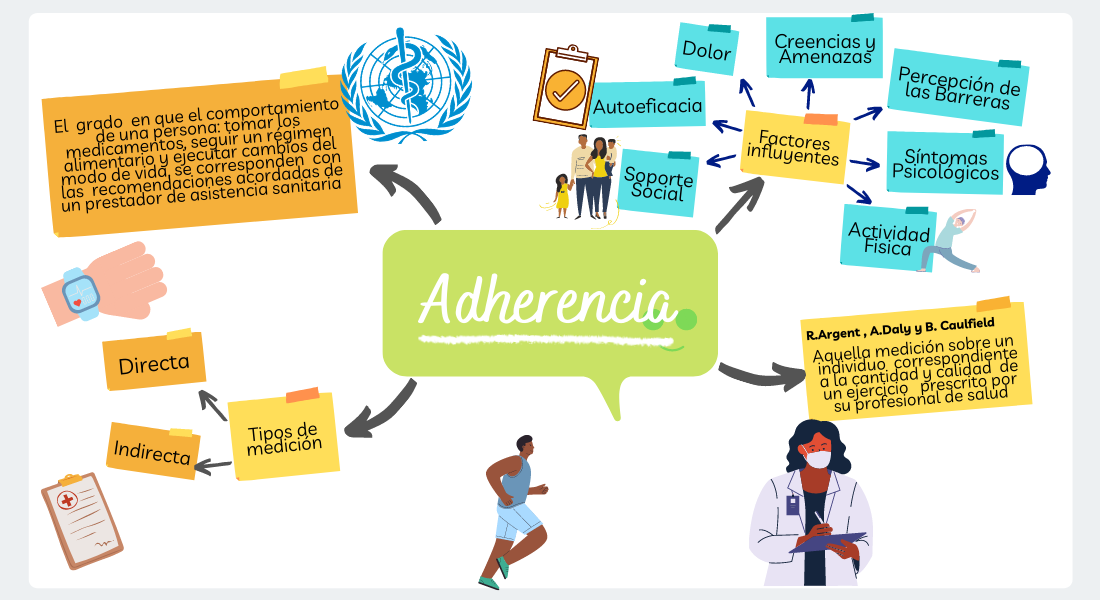 El grado en que el comportamiento
de una persona: tomar los
medicamentos, seguir un régimen
alimentario y ejecutar cambios del
modo de vida, se corresponden con
las recomendaciones acordadas de
un prestador de asistencia sanitaria
Dolor
Creencias y
Amenazas
Percepción de
las Barreras
Autoeficacia
Factores
influyentes
Síntomas
Psicológicos
Soporte
Social
Actividad
Fisica
Adherencia
R.Argent , A.Daly y B. Caulfield
Aquella medición sobre un
individuo correspondiente
a la cantidad y calidad de
un ejercicio prescrito por
su profesional de salud
Directa
Tipos de
medición
Indirecta